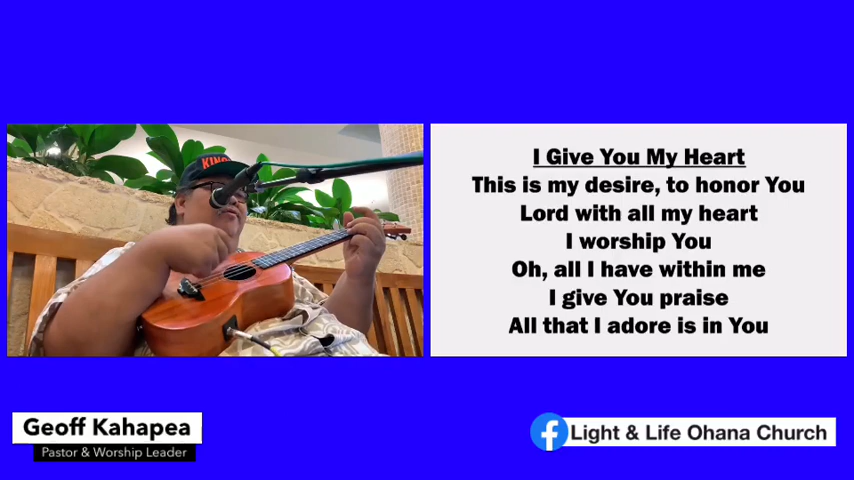 KING
I Give You My Heart
This is my desire, to honor You
Lord with all my heart
I worship You
Oh, all I have within me
I give You praise
All that I adore is in You
Geoff Kahapea
Pastor & Worship Leader
Light & Life Ohana Church